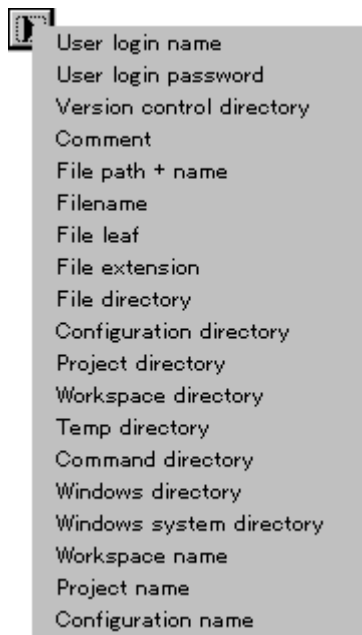 User login name
User login password
Version control directory
Comment
File path + name
Filename
File leaf
File extension
File directory
Configuration directory
Project directory
Workspace directory
Temp directory
Command directory
Windows directory
Windows system directory
Workspace name
Project name
Configuration name